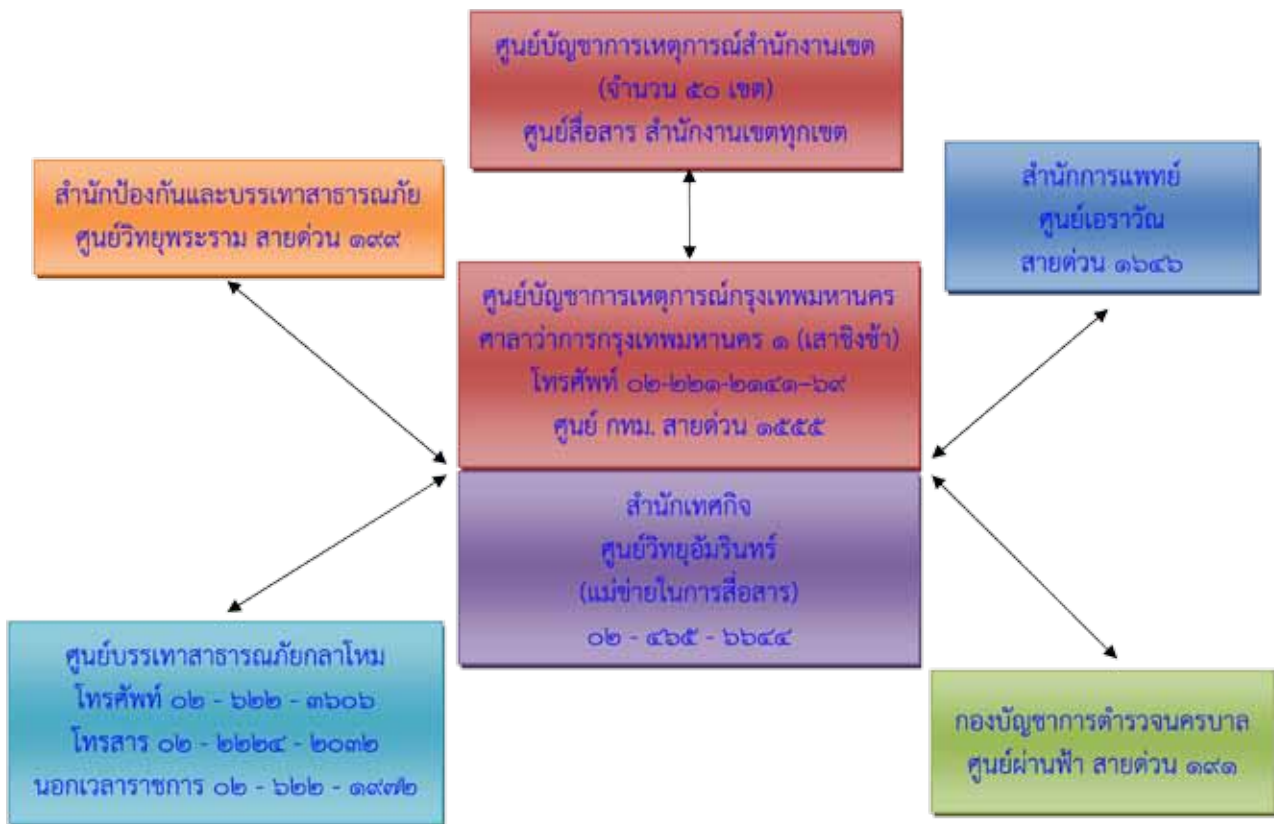 ศูนย์บัญชาการเหตุการณ์สำนักงานเขต
(จำนวน ๕๐ เขต)
ศูนย์สื่อสาร สำนักงานเขตทุกเขต
สำนักป้องกันและบรรเทาสาธารณภัย
ศูนย์วิทยุพระราม สายด่วน ๑๙๙
สำนักการแพทย์
ศูนย์เอราวัณ
สายด่วน ๑๖๔๖
ศูนย์บัญชาการเหตุการณ์กรุงเทพมหานคร
ศาลาว่าการกรุงเทพมหานคร ๑ (เสาชิงช้า)
โทรศัพท์ ๐๒-๒๒๑-๒๑๔๑-๖๙
ศูนย์ กทม. สายด่วน ๑๕๕๕
สำนักเทศกิจ
ศูนย์วิทยุอัมรินทร์
(แม่ข่ายในการสื่อสาร)
๐๒ - ๔๖๕ - ๖๖๔๔
ศูนย์บรรเทาสาธารณภัยกลาโหม
โทรศัพท์ ๐๒ - ๖๒๒ - ๓๖๐๖
โทรสาร ๐๒ - ๒๒๒๔ - ๒๐๓๒
นอกเวลาราชการ ๐๒ - ๖๒๒ - ๑๙๗๒
กองบัญชาการตำรวจนครบาล
ศูนย์ผ่านฟ้า สายด่วน ๑๙๑